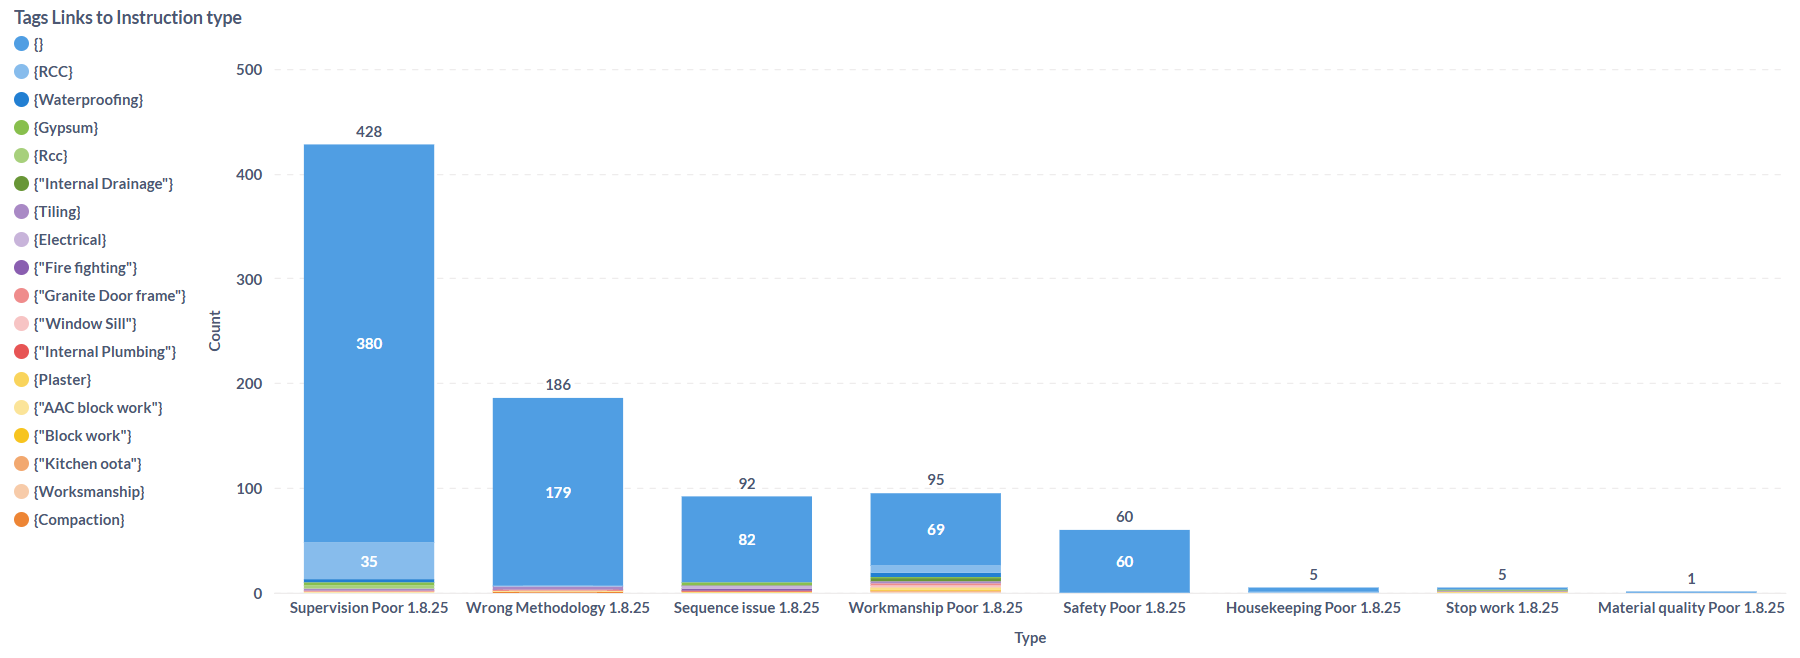 Tags Links to Instruction type
{}
{RCC}
{Waterproofing}
{Gypsum}
{Rcc}
{"Internal Drainage"}
{Tiling}
{Electrical}
{"Fire fighting"}
{"Granite Door frame"}
{"Window Sill"}
{"Internal Plumbing"}
{Plaster}
{"AAC block work"}
{"Block work"}
{"Kitchen oota"}
{Worksmanship}
{Compaction}
Count
500
400
300
200
100
0
428
380
35
186
179
92
82
95
69
60
60
5
5
1
Supervision Poor 1.8.25
Wrong Methodology 1.8.25
Sequence issue 1.8.25
Workmanship Poor 1.8.25
Safety Poor 1.8.25
Housekeeping Poor 1.8.25
Stop work 1.8.25
Material quality Poor 1.8.25
Type